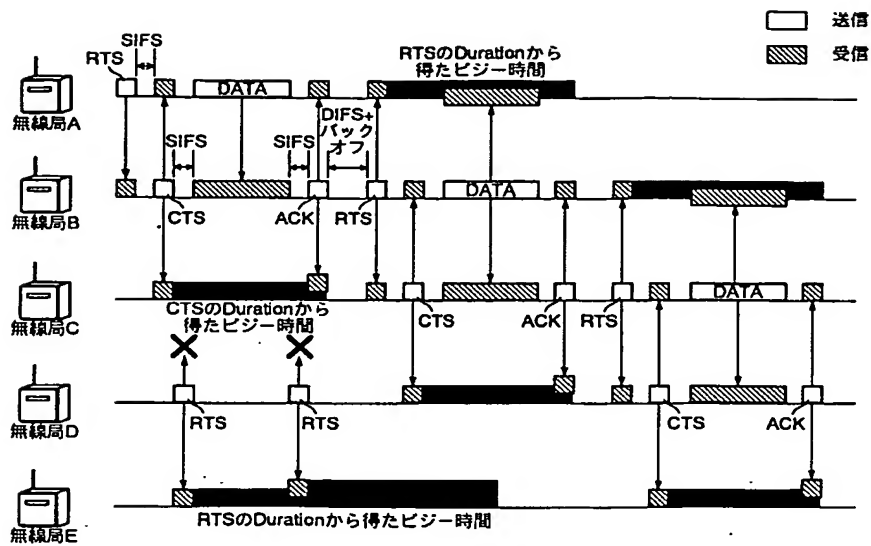 送信
受信
SIFS
RTS
DATA
RTSのDurationから
得たビジー時間
無線局A
SIFS
SIFS
DIFS+
バック
オフ
DATA
無線局B
CTS
ACK
RTS
DATA
無線局C
CTSのDurationから
得たビジー時間
CTS
ACK
RTS
無線局D
RTS
RTS
CTS
ACK
無線局E
RTSのDurationから得たビジー時間